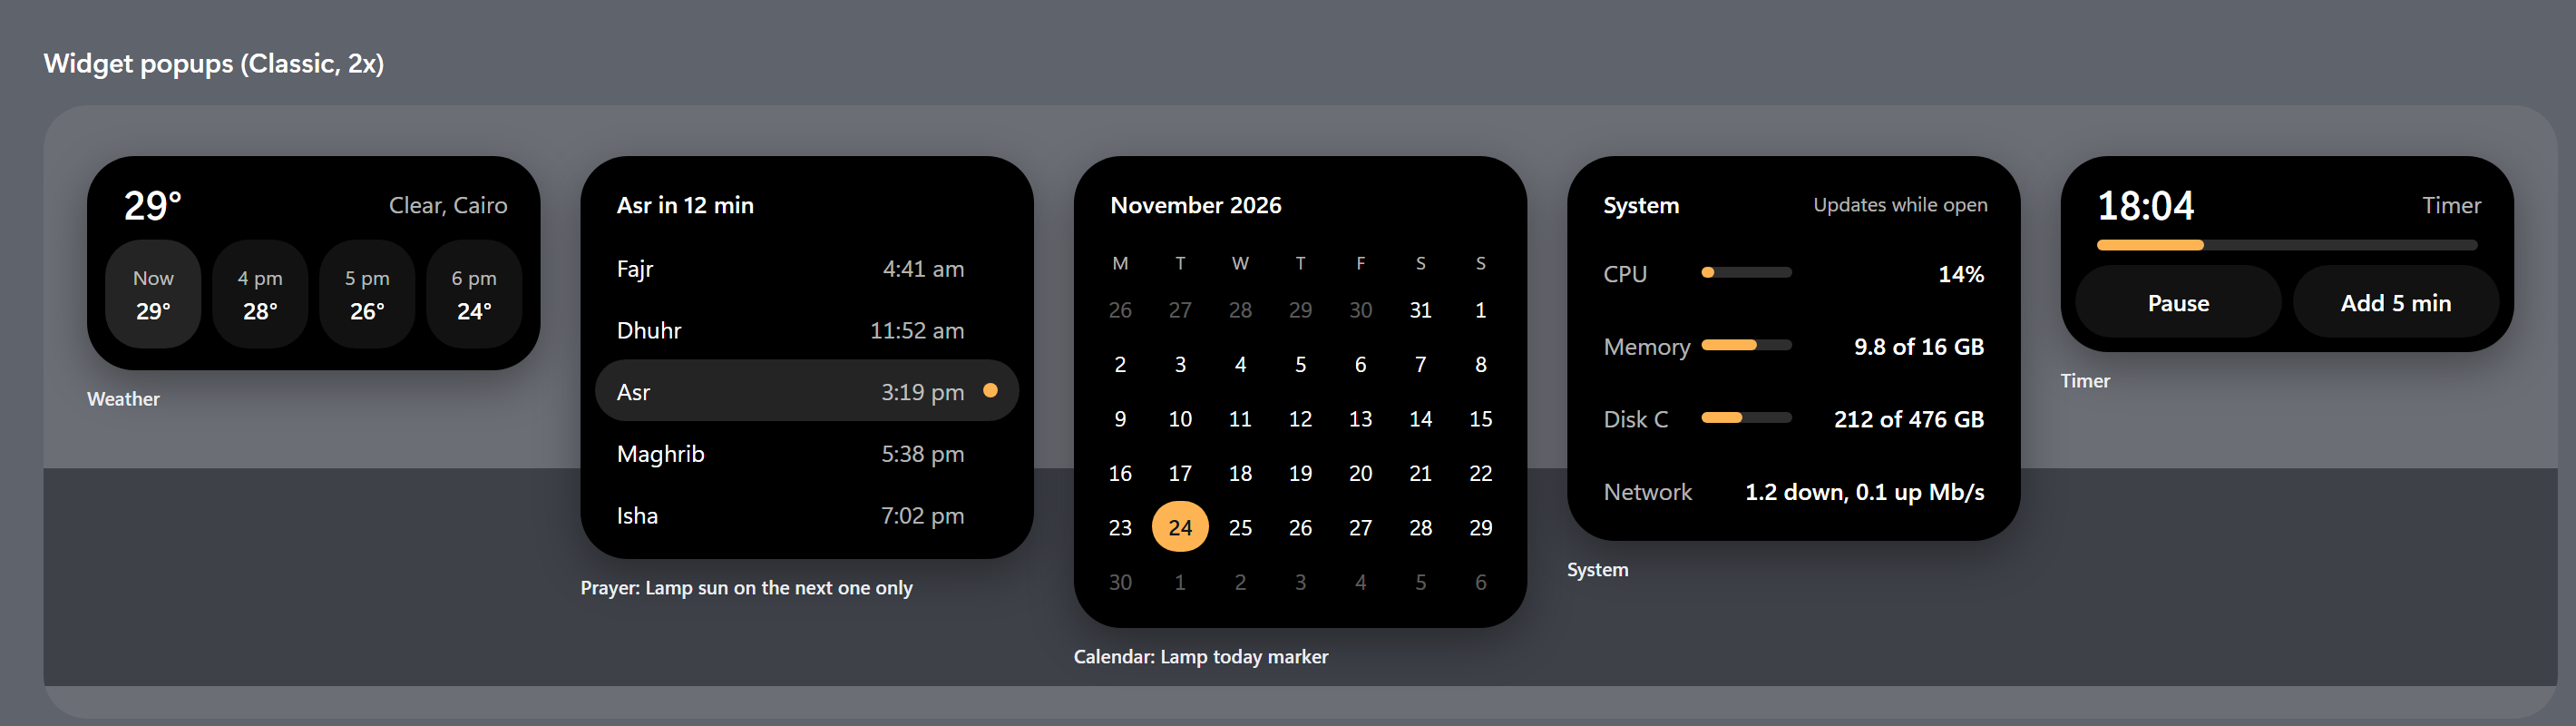 Widget popups (Classic, 2x)
29° Clear, Cairo
Now 4 pm 5 pm 6 pm
29° 28° 26° 24°
Weather
Asr in 12 min
Fajr 4:41 am
Dhuhr 11:52 am
Asr 3:19 pm
Maghrib 5:38 pm
Isha 7:02 pm
Prayer: Lamp sun on the next one only
November 2026
M T W T F S S
26 27 28 29 30 31 1
2 3 4 5 6 7 8
9 10 11 12 13 14 15
16 17 18 19 20 21 22
23 24 25 26 27 28 29
30 1 2 3 4 5 6
Calendar: Lamp today marker
System Updates while open
CPU 14%
Memory 9.8 of 16 GB
Disk C 212 of 476 GB
Network 1.2 down, 0.1 up Mb/s
System
18:04 Timer
Pause Add 5 min
Timer